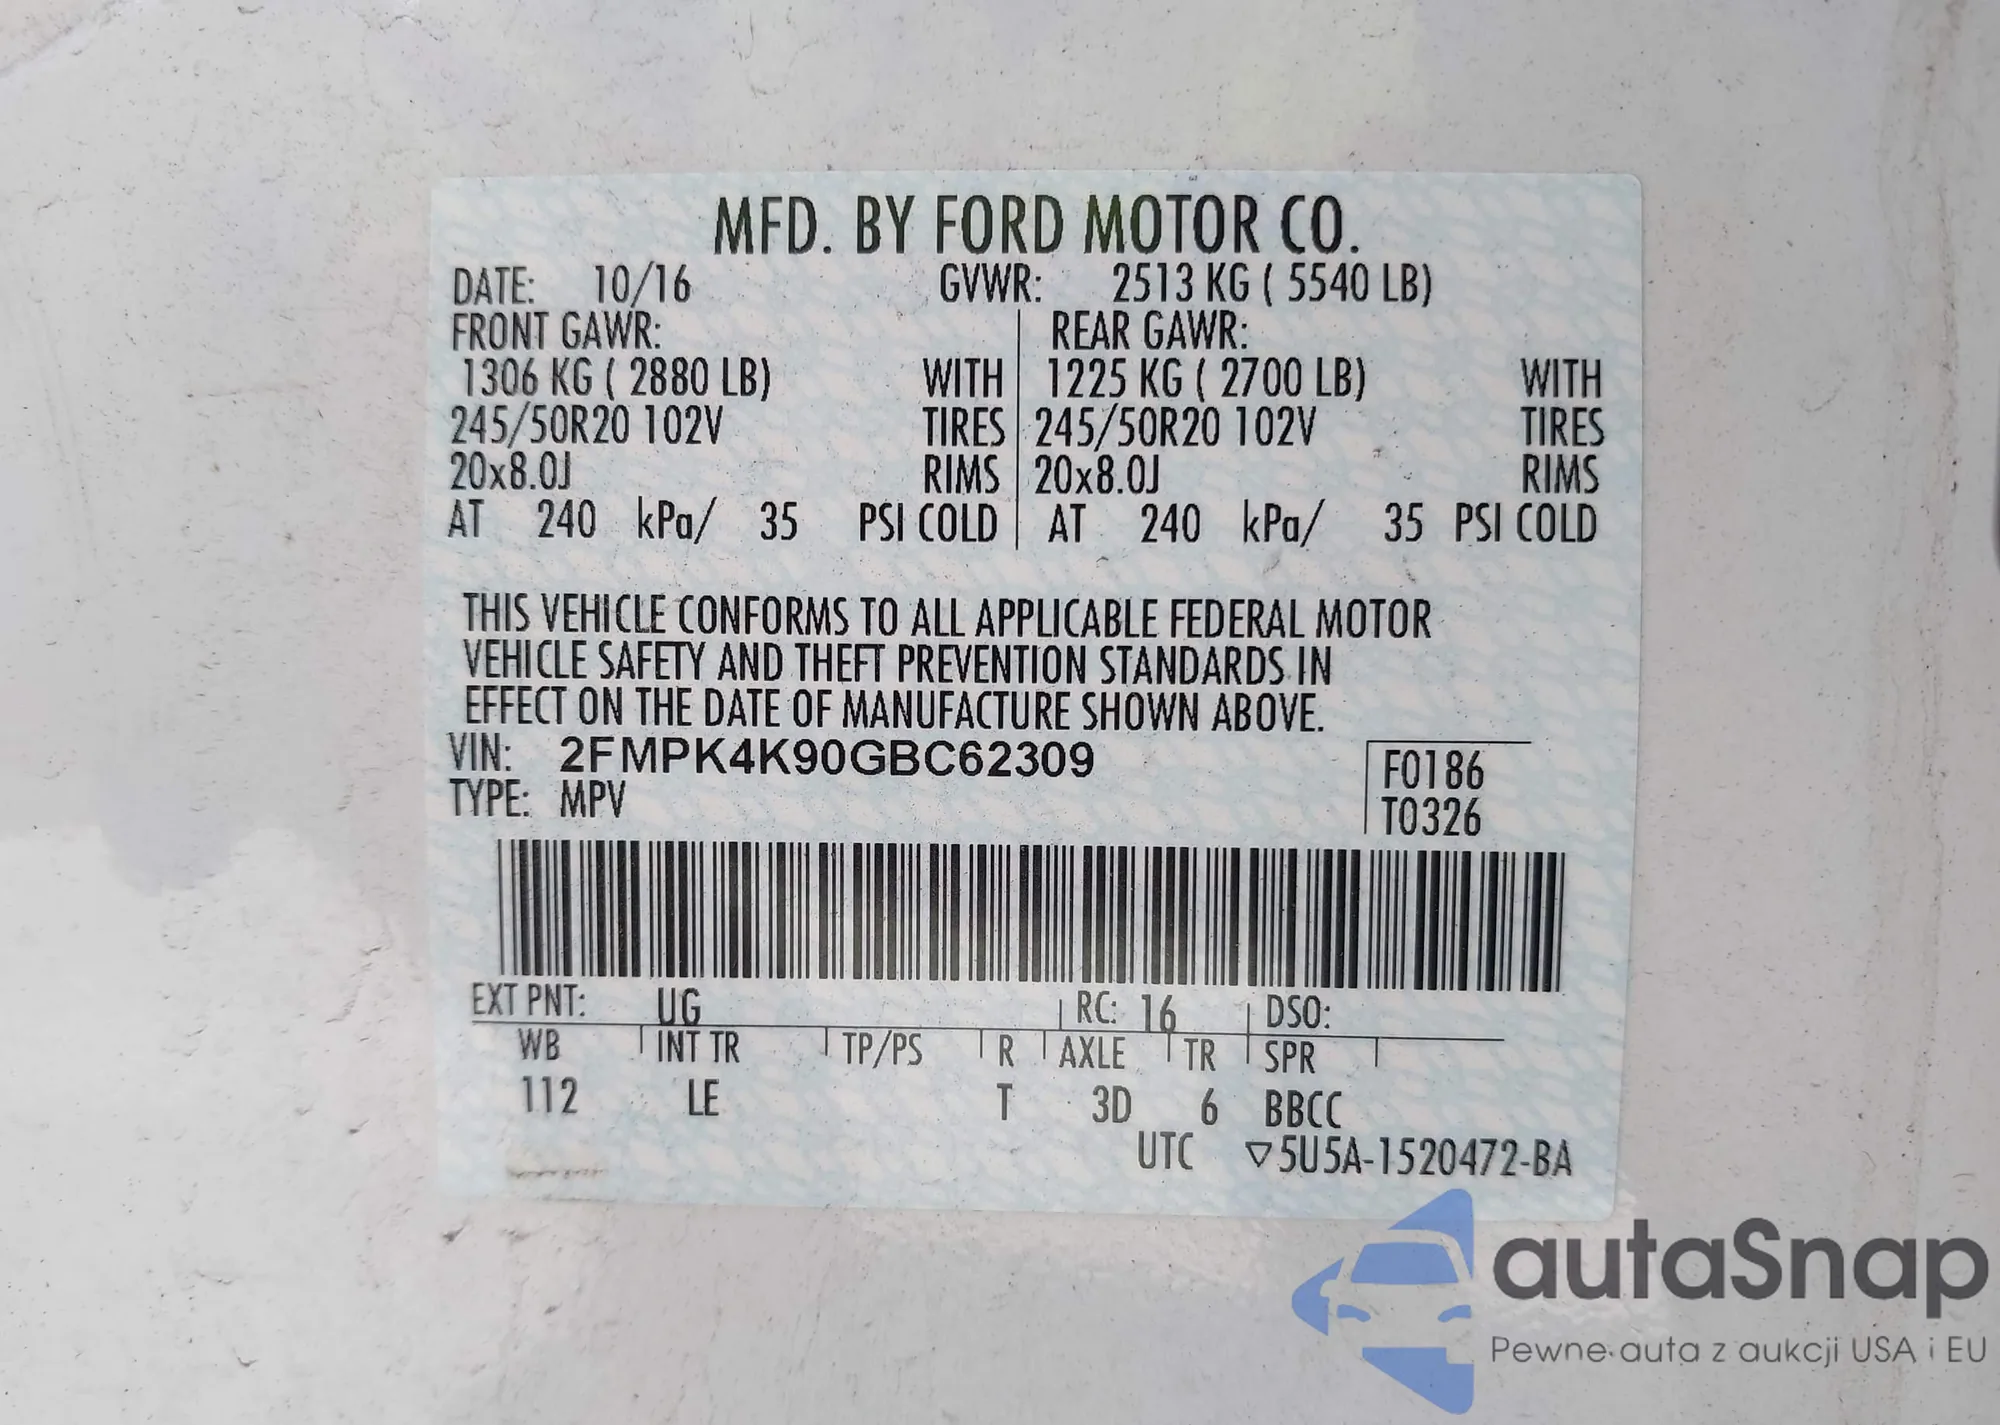 MFD. BY FORD MOTOR CO.
DATE: 10/16 GVWR: 2513 KG ( 5540 LB)
FRONT GAWR: REAR GAWR:
1306 KG ( 2880 LB) WITH 1225 KG ( 2700 LB) WITH
245/50R20 102V TIRES 245/50R20 102V TIRES
20x8.0J RIMS 20x8.0J RIMS
AT 240 kPa/ 35 PSI COLD AT 240 kPa/ 35 PSI COLD
THIS VEHICLE CONFORMS TO ALL APPLICABLE FEDERAL MOTOR
VEHICLE SAFETY AND THEFT PREVENTION STANDARDS IN
EFFECT ON THE DATE OF MANUFACTURE SHOWN ABOVE.
VIN: 2FMPK4K90GBC62309 F0186
TYPE: MPV T0326
EXT PNT: UG RC: 16 DSO:
WB INT TR TP/PS R AXLE TR SPR
112 LE T 3D 6 BBCC
UTC ▽5U5A-1520472-BA
autaSnap
Pewne auta z aukcji USA i EU